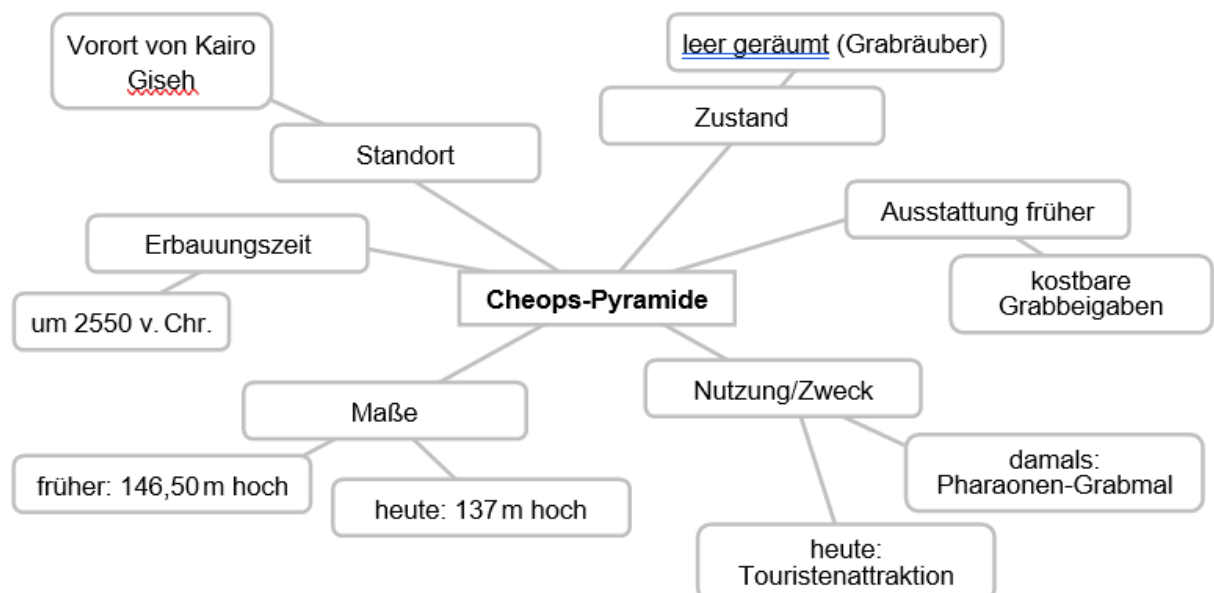 Vorort von Kairo
Giseh
Standort
Erbauungszeit
um 2550 v. Chr.
leer geräumt (Grabräuber)
Zustand
Ausstattung früher
kostbare
Grabbeigaben
Cheops-Pyramide
Maße
früher: 146,50 m hoch
heute: 137 m hoch
Nutzung/Zweck
damals:
Pharaonen-Grabmal
heute:
Touristenattraktion